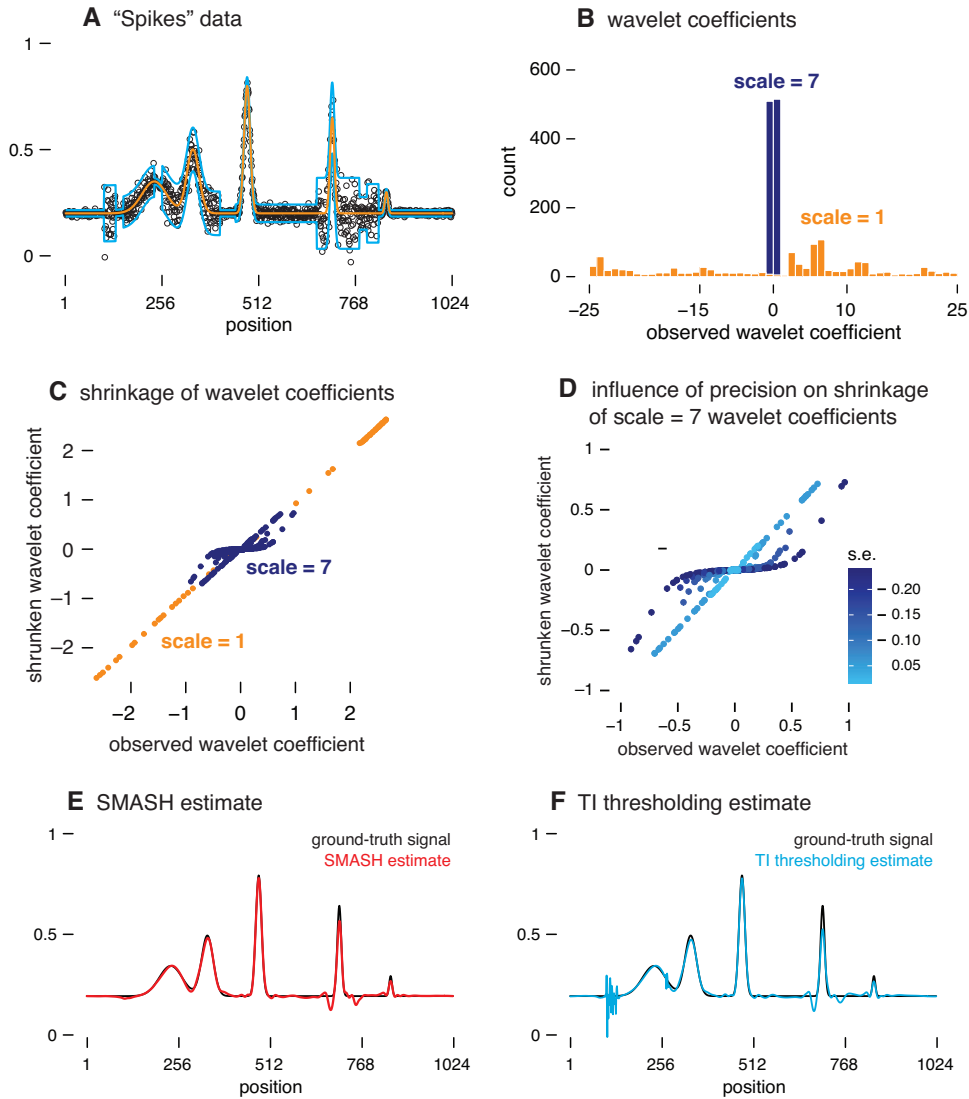 A “Spikes” data
1
0.5
0
1 256 512 768 1024
position
B wavelet coefficients
600
400
200
0
count
scale = 7
scale = 1
−25 −15 0 10 25
observed wavelet coefficient
C shrinkage of wavelet coefficients
2
1
0
−1
−2
shrunken wavelet coefficient
scale = 7
scale = 1
−2 −1 0 1 2
observed wavelet coefficient
D influence of precision on shrinkage
of scale = 7 wavelet coefficients
1
0.5
0
−0.5
−1
shrunken wavelet coefficient
s.e.
0.20
0.15
0.10
0.05
−1 −0.5 0 0.5 1
observed wavelet coefficient
E SMASH estimate
ground-truth signal
SMASH estimate
1
0.5
0
1 256 512 768 1024
position
F TI thresholding estimate
ground-truth signal
TI thresholding estimate
1
0.5
0
1 256 512 768 1024
position